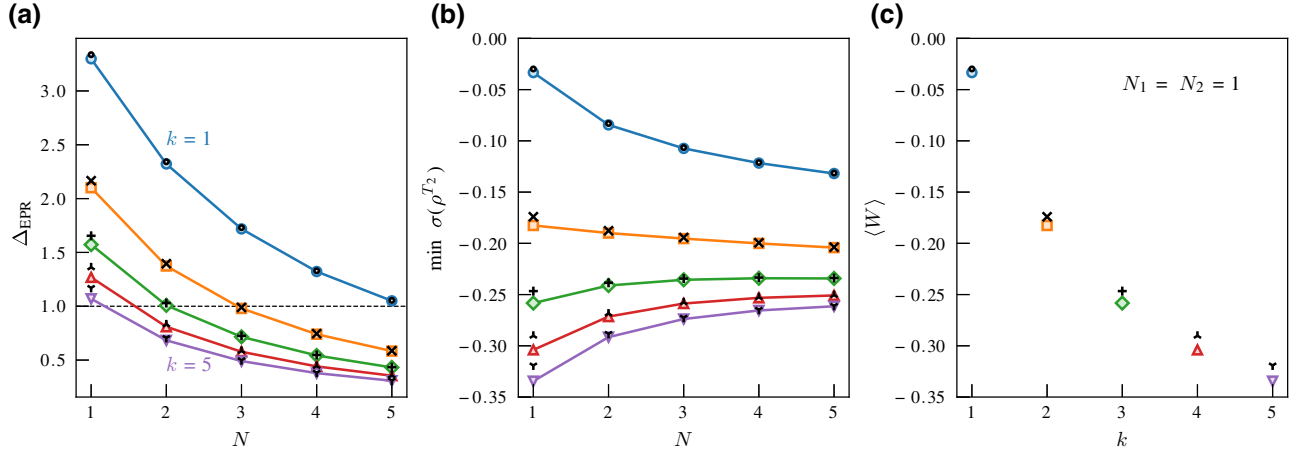 (a)
3.0
2.5
2.0
1.5
1.0
0.5
Δ_EPR
k = 1
k = 5
1 2 3 4 5
N
(b)
0.00
−0.05
−0.10
−0.15
−0.20
−0.25
−0.30
−0.35
min σ(ρ^{T_2})
1 2 3 4 5
N
(c)
0.00
−0.05
−0.10
−0.15
−0.20
−0.25
−0.30
−0.35
⟨W⟩
N_1 = N_2 = 1
1 2 3 4 5
k